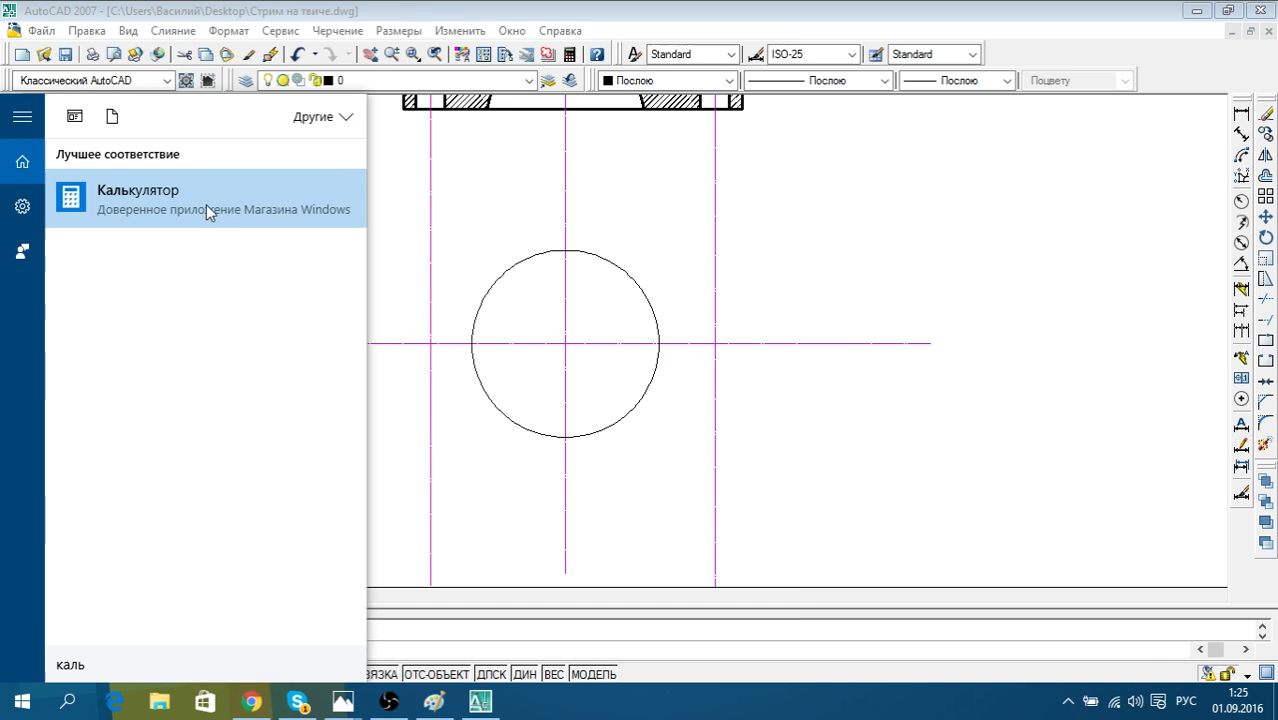 AutoCAD 2007 - [C:\Users\Василий\Desktop\Стрим на твиче.dwg]
Файл Правка Вид Слияние Формат Сервис Черчение Размеры Изменить Окно Справка
Standard ISO-25 Standard
Классический AutoCAD 0 Послою Послою Послою Поцвету
Другие
Лучшее соответствие
Калькулятор
Доверенное приложение Магазина Windows
каль
ВЯЗКА ОТС-ОБЪЕКТ ДПСК ДИН ВЕС МОДЕЛЬ
РУС
1:25
01.09.2016